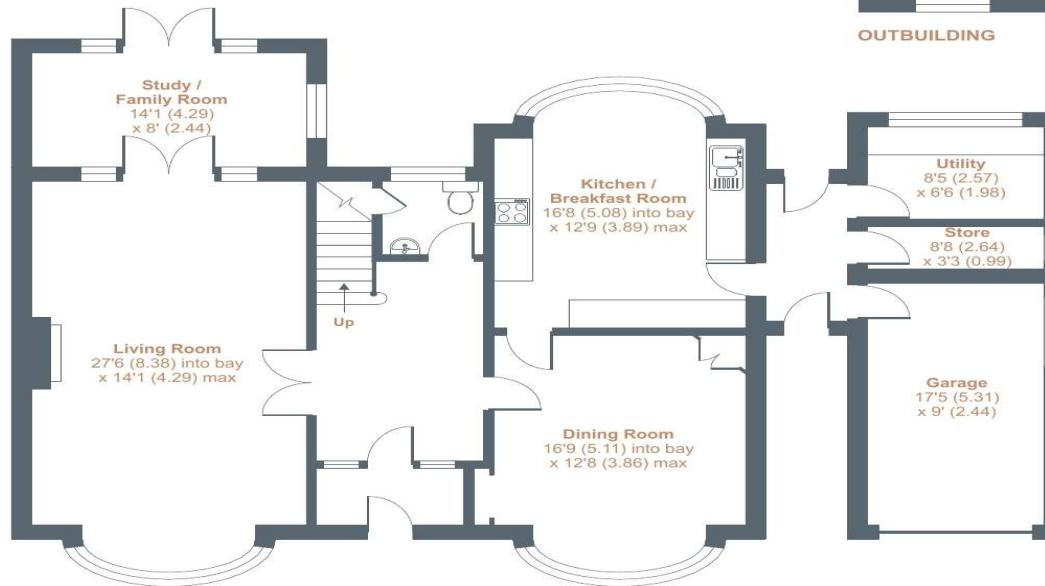 OUTBUILDING
Study /
Family Room
14'1 (4.29)
x 8' (2.44)
Kitchen /
Breakfast Room
16'8 (5.08) into bay
x 12'9 (3.89) max
Utility
8'5 (2.57)
x 6'6 (1.98)
Store
8'8 (2.64)
x 3'3 (0.99)
Up
Living Room
27'6 (8.38) into bay
x 14'1 (4.29) max
Dining Room
16'9 (5.11) into bay
x 12'8 (3.86) max
Garage
17'5 (5.31)
x 9' (2.44)